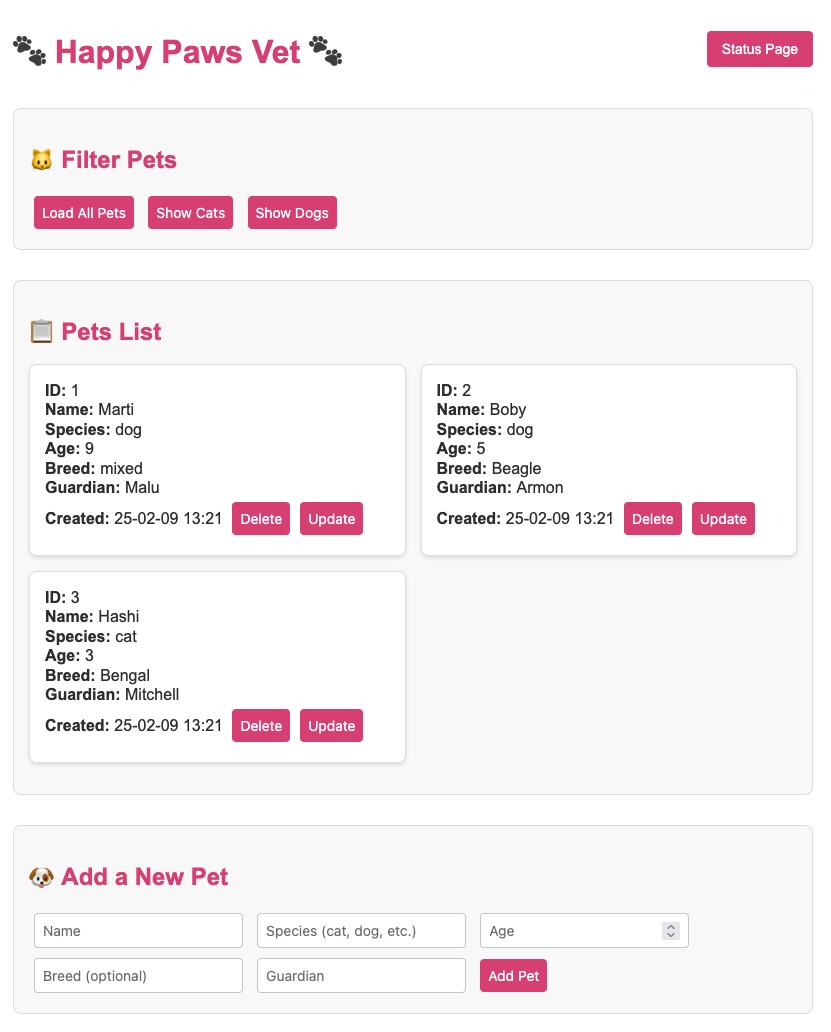 Happy Paws Vet
Status Page
Filter Pets
Load All Pets
Show Cats
Show Dogs
Pets List
ID: 1
Name: Marti
Species: dog
Age: 9
Breed: mixed
Guardian: Malu
Created: 25-02-09 13:21
Delete
Update
ID: 2
Name: Boby
Species: dog
Age: 5
Breed: Beagle
Guardian: Armon
Created: 25-02-09 13:21
Delete
Update
ID: 3
Name: Hashi
Species: cat
Age: 3
Breed: Bengal
Guardian: Mitchell
Created: 25-02-09 13:21
Delete
Update
Add a New Pet
Name
Species (cat, dog, etc.)
Age
Breed (optional)
Guardian
Add Pet